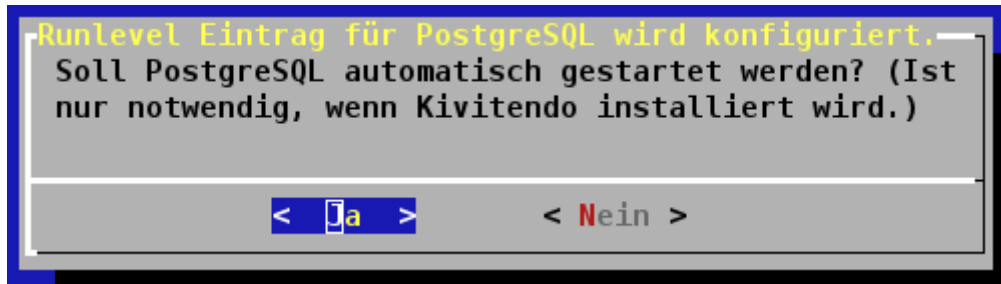 Runlevel Eintrag für PostgreSQL wird konfiguriert.
Soll PostgreSQL automatisch gestartet werden? (Ist
nur notwendig, wenn Kivitendo installiert wird.)
< Ja > < Nein >